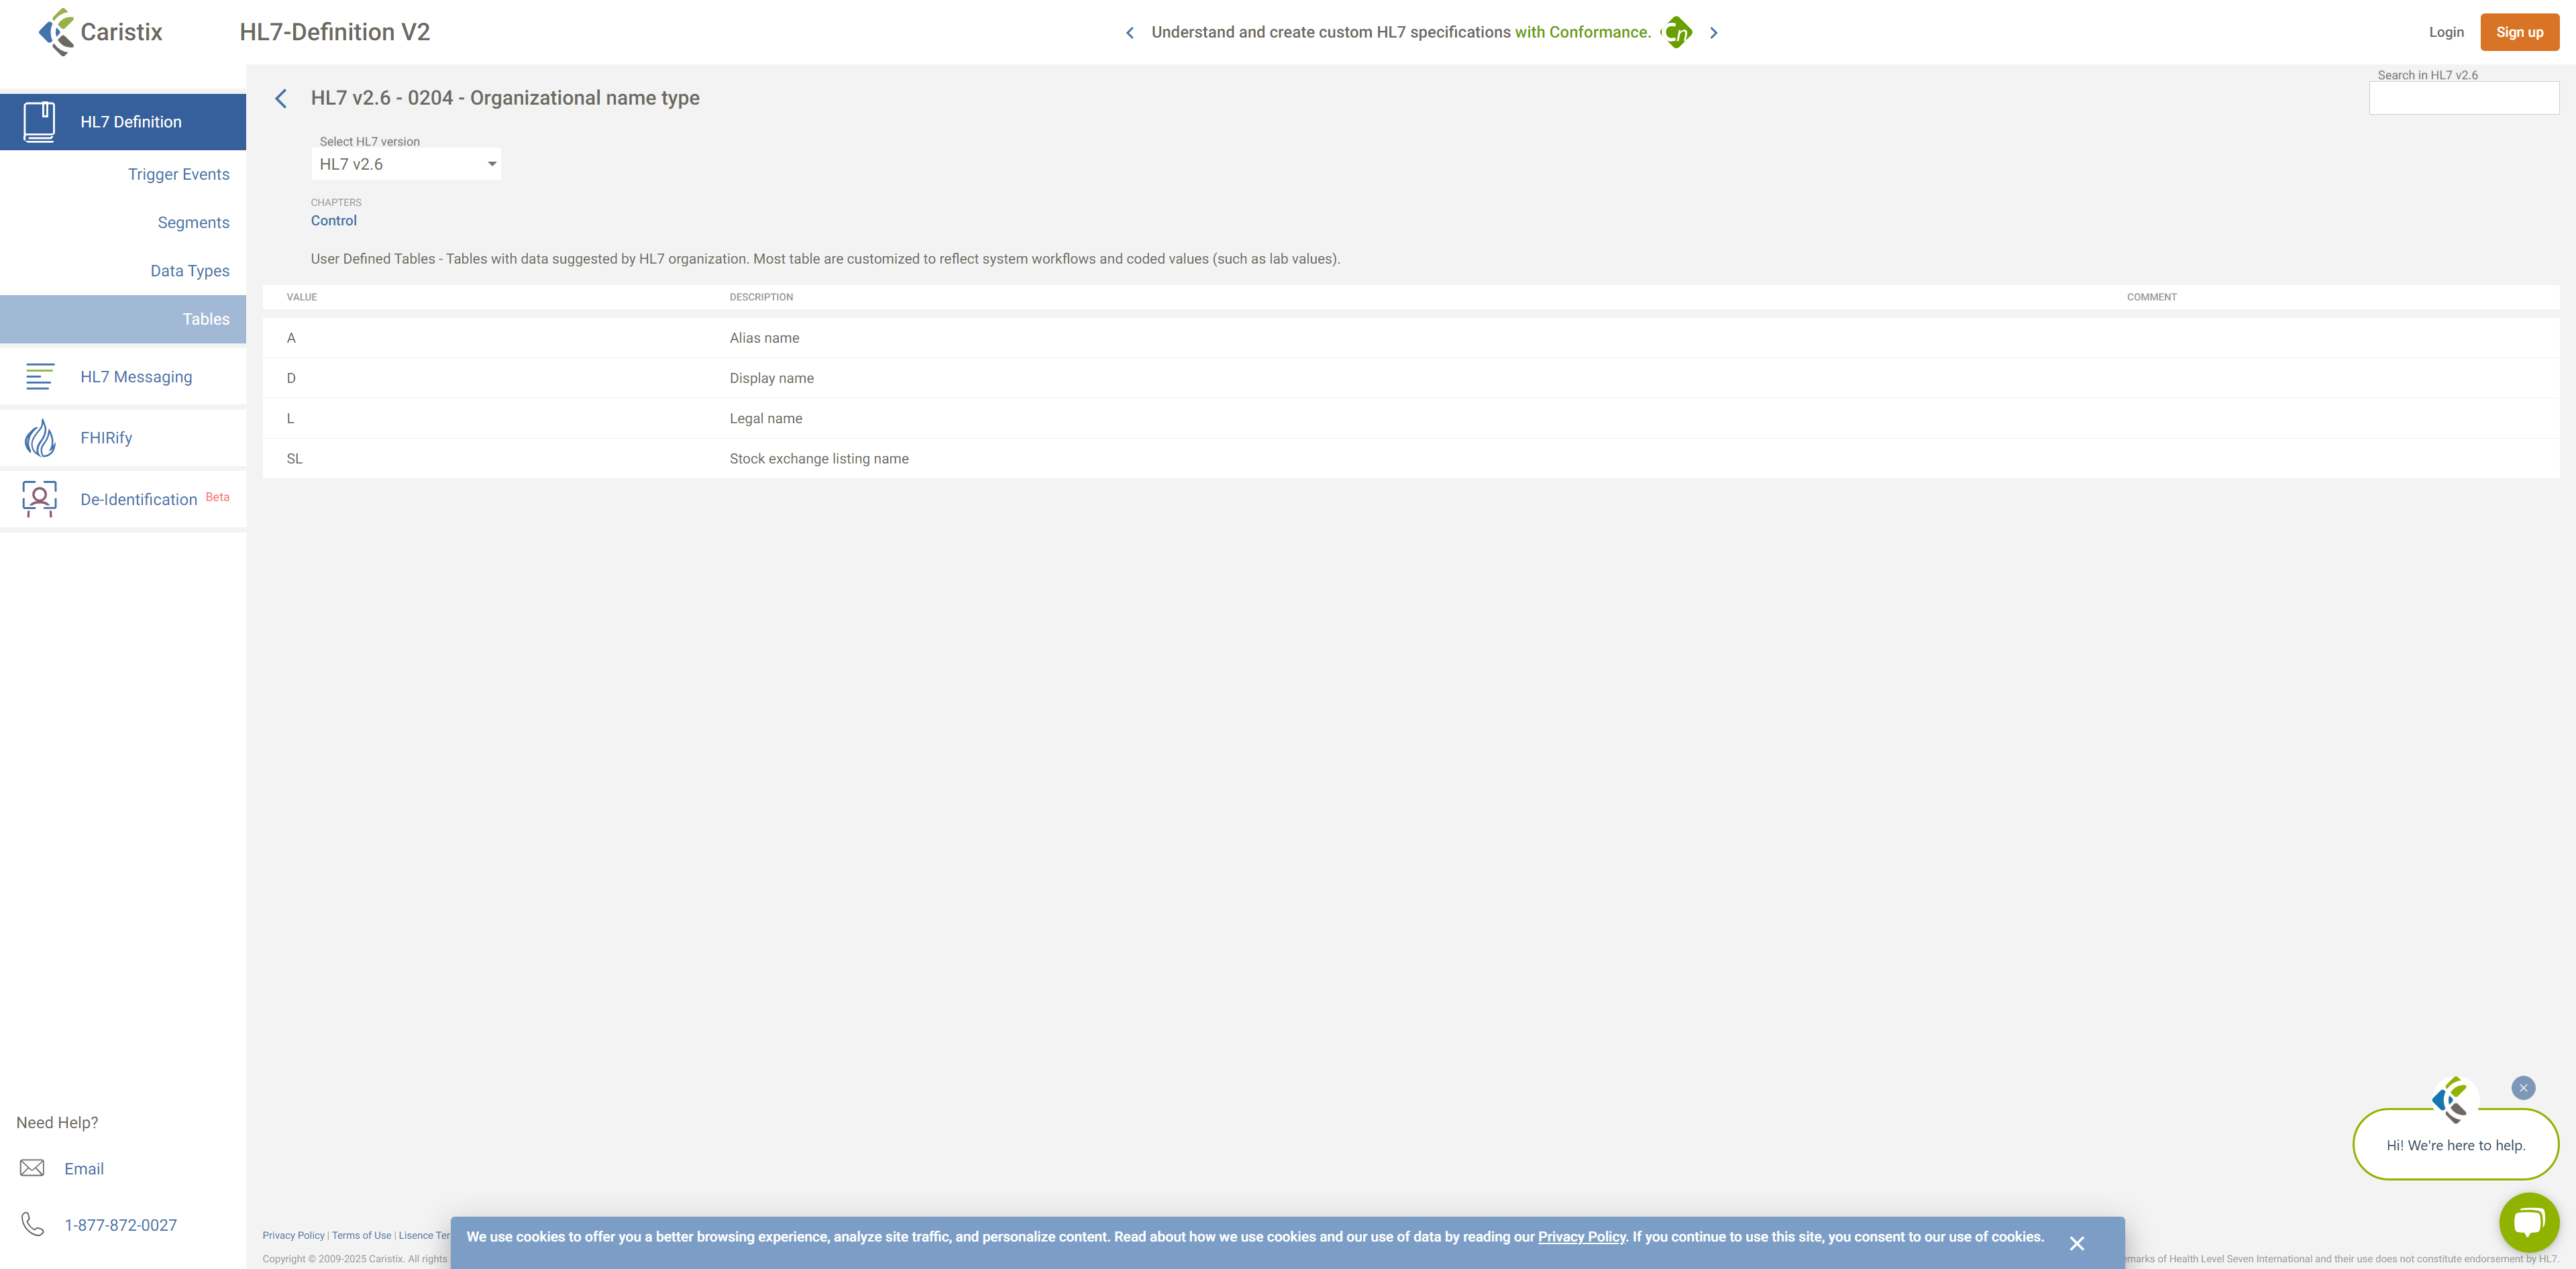 Caristix
HL7-Definition V2
Understand and create custom HL7 specifications with Conformance. Cn
Login
Sign up
HL7 Definition
Trigger Events
Segments
Data Types
Tables
HL7 Messaging
FHIRify
De-Identification Beta
Need Help?
Email
1-877-872-0027
HL7 v2.6 - 0204 - Organizational name type
Search in HL7 v2.6
Select HL7 version
HL7 v2.6
CHAPTERS
Control
User Defined Tables - Tables with data suggested by HL7 organization. Most table are customized to reflect system workflows and coded values (such as lab values).
VALUE DESCRIPTION COMMENT
A Alias name
D Display name
L Legal name
SL Stock exchange listing name
Hi! We're here to help.
Privacy Policy | Terms of Use | Lisence Ter
We use cookies to offer you a better browsing experience, analyze site traffic, and personalize content. Read about how we use cookies and our use of data by reading our Privacy Policy. If you continue to use this site, you consent to our use of cookies.
Copyright © 2009-2025 Caristix. All rights
emarks of Health Level Seven International and their use does not constitute endorsement by HL7.